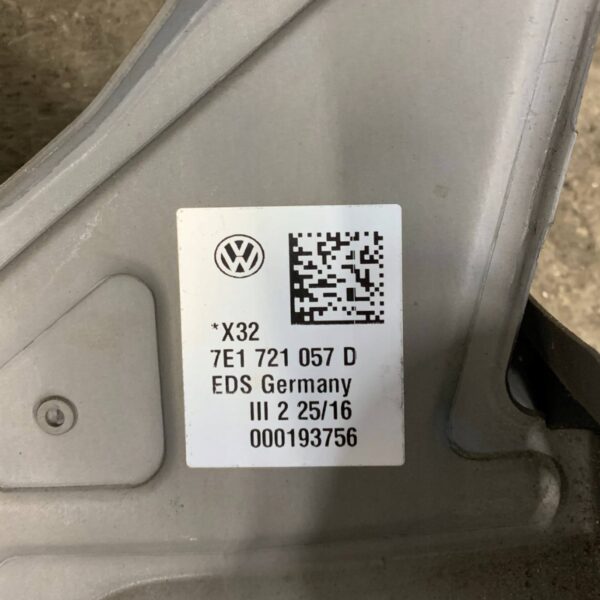 *X32
7E1 721 057 D
EDS Germany
III 2 25/16
000193756